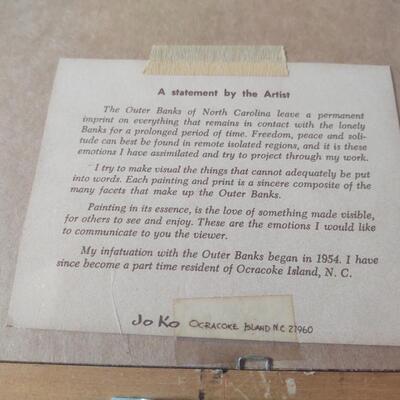 A statement by the Artist
The Outer Banks of North Carolina leave a permanent
imprint on everything that remains in contact with the lonely
Banks for a prolonged period of time. Freedom, peace and soli-
tude can best be found in remote isolated regions, and it is these
emotions I have assimilated and try to project through my work.
I try to make visual the things that cannot adequately be put
into words. Each painting and print is a sincere composite of the
many facets that make up the Outer Banks.
Painting in its essence, is the love of something made visible,
for others to see and enjoy. These are the emotions I would like
to communicate to you the viewer.
My infatuation with the Outer Banks began in 1954. I have
since become a part time resident of Ocracoke Island, N. C.
Jo Ko OCRACOKE ISLAND N.C 27960